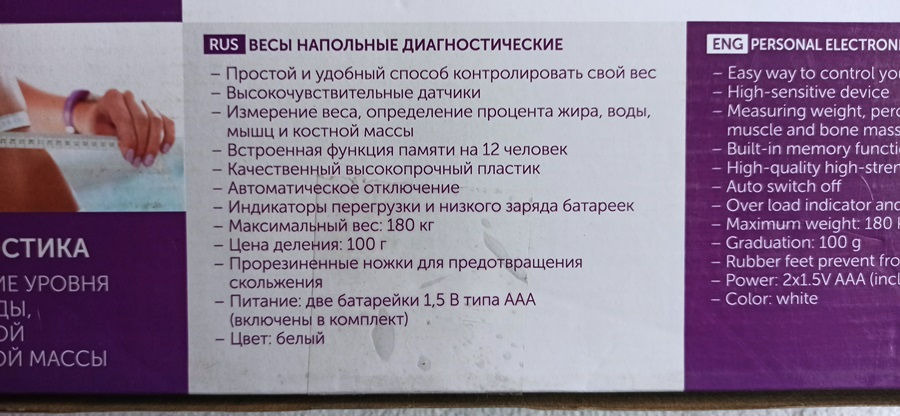 RUS ВЕСЫ НАПОЛЬНЫЕ ДИАГНОСТИЧЕСКИЕ
– Простой и удобный способ контролировать свой вес
– Высокочувствительные датчики
– Измерение веса, определение процента жира, воды,
мышц и костной массы
– Встроенная функция памяти на 12 человек
– Качественный высокопрочный пластик
– Автоматическое отключение
– Индикаторы перегрузки и низкого заряда батареек
– Максимальный вес: 180 кг
– Цена деления: 100 г
– Прорезиненные ножки для предотвращения
скольжения
– Питание: две батарейки 1,5 В типа ААА
(включены в комплект)
– Цвет: белый
ENG PERSONAL ELECTRONI
– Easy way to control you
– High-sensitive device
– Measuring weight, perc
muscle and bone mass
– Built-in memory functi
– High-quality high-stren
– Auto switch off
– Over load indicator and
– Maximum weight: 180 k
– Graduation: 100 g
– Rubber feet prevent fro
– Power: 2x1.5V AAA (incl
– Color: white
СТИКА
ИЕ УРОВНЯ
ДЫ,
ОЙ
ОЙ МАССЫ